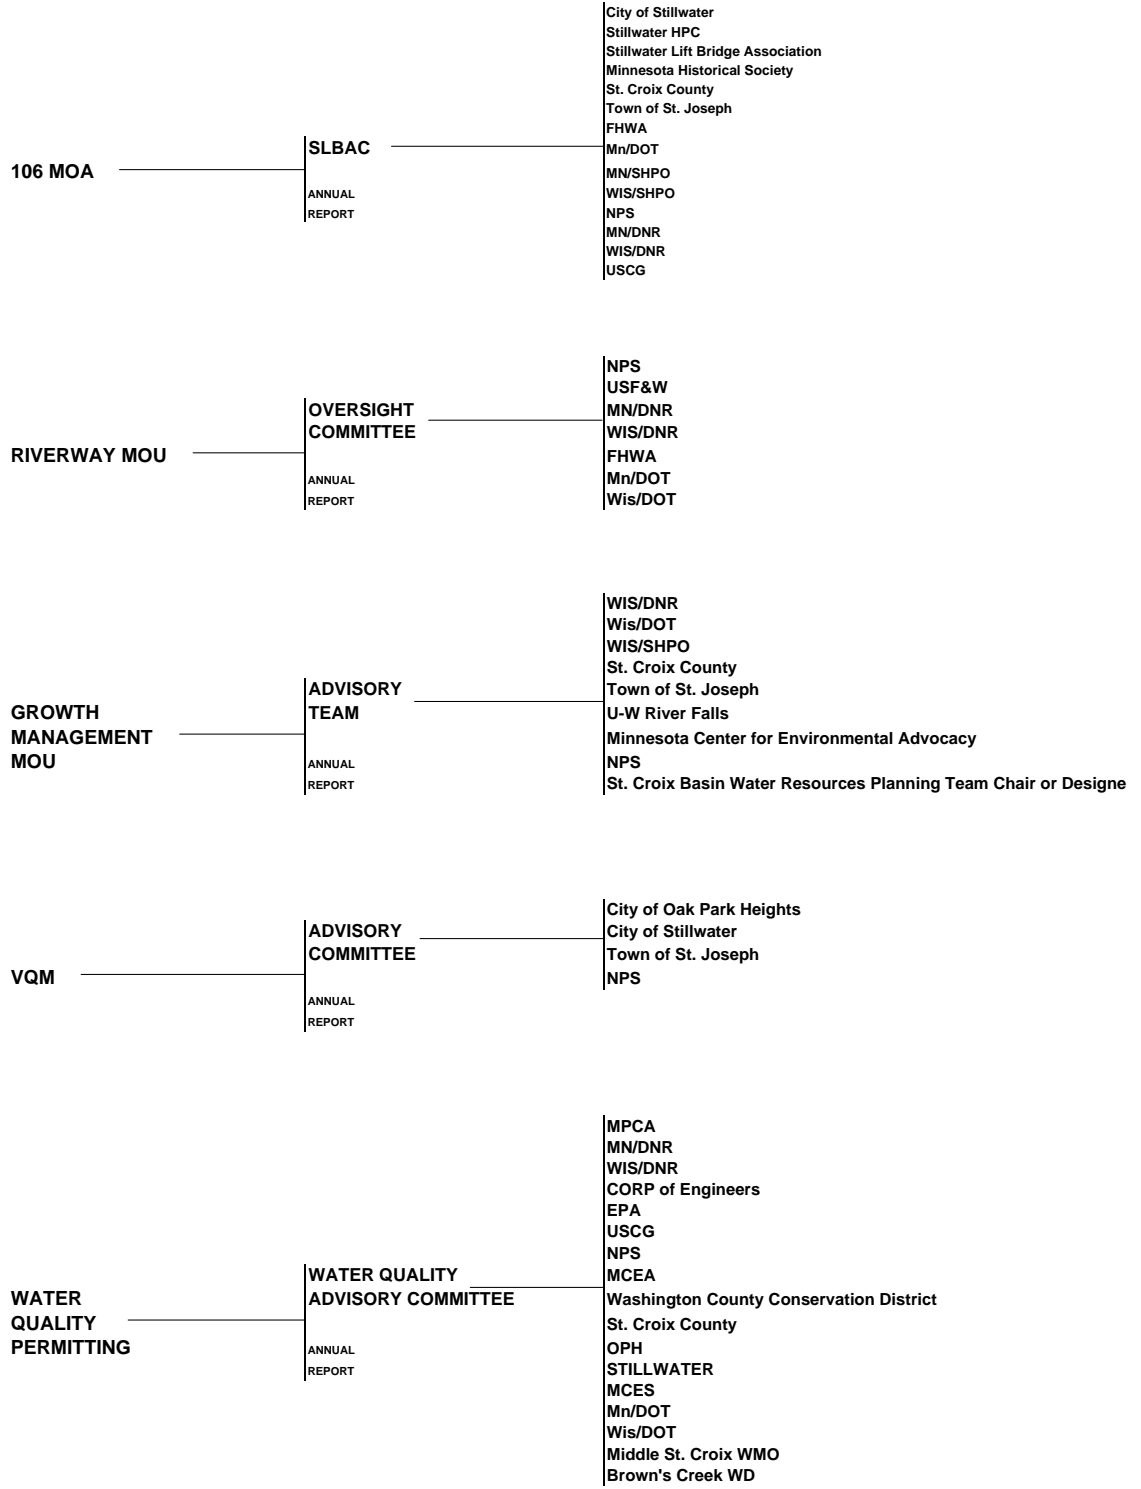 106 MOA
SLBAC
ANNUAL
REPORT
City of Stillwater
Stillwater HPC
Stillwater Lift Bridge Association
Minnesota Historical Society
St. Croix County
Town of St. Joseph
FHWA
Mn/DOT
MN/SHPO
WIS/SHPO
NPS
MN/DNR
WIS/DNR
USCG
RIVERWAY MOU
OVERSIGHT
COMMITTEE
ANNUAL
REPORT
NPS
USF&W
MN/DNR
WIS/DNR
FHWA
Mn/DOT
Wis/DOT
GROWTH
MANAGEMENT
MOU
ADVISORY
TEAM
ANNUAL
REPORT
WIS/DNR
Wis/DOT
WIS/SHPO
St. Croix County
Town of St. Joseph
U-W River Falls
Minnesota Center for Environmental Advocacy
NPS
St. Croix Basin Water Resources Planning Team Chair or Designe
VQM
ADVISORY
COMMITTEE
ANNUAL
REPORT
City of Oak Park Heights
City of Stillwater
Town of St. Joseph
NPS
WATER
QUALITY
PERMITTING
WATER QUALITY
ADVISORY COMMITTEE
ANNUAL
REPORT
MPCA
MN/DNR
WIS/DNR
CORP of Engineers
EPA
USCG
NPS
MCEA
Washington County Conservation District
St. Croix County
OPH
STILLWATER
MCES
Mn/DOT
Wis/DOT
Middle St. Croix WMO
Brown's Creek WD